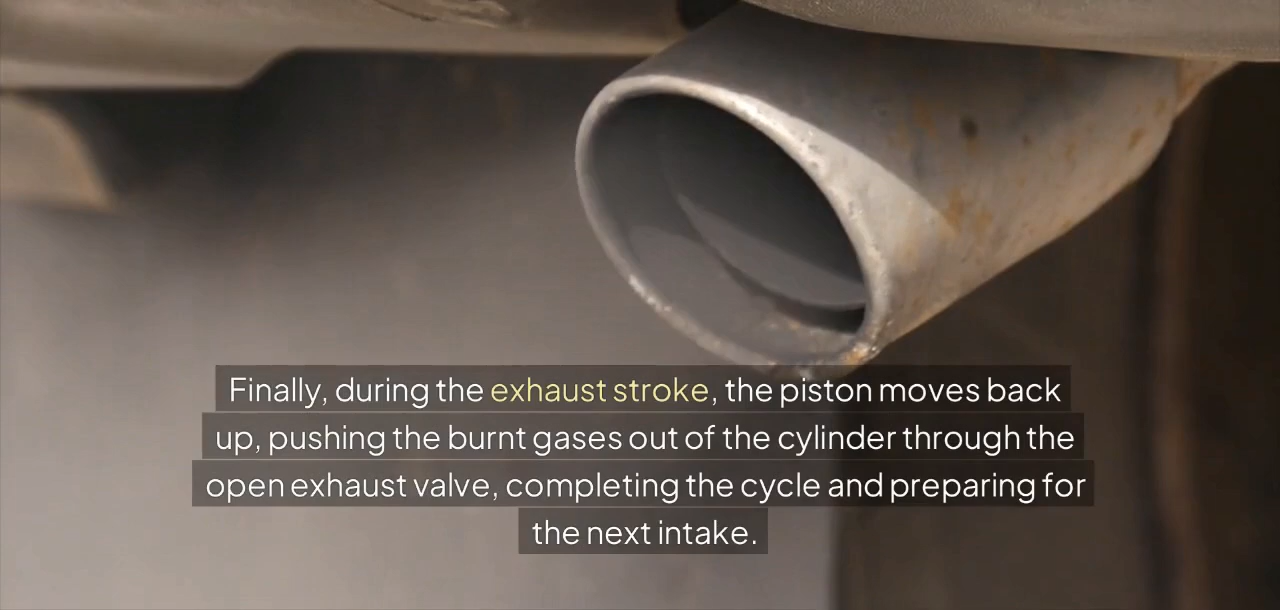 Finally, during the exhaust stroke, the piston moves back
up, pushing the burnt gases out of the cylinder through the
open exhaust valve, completing the cycle and preparing for
the next intake.